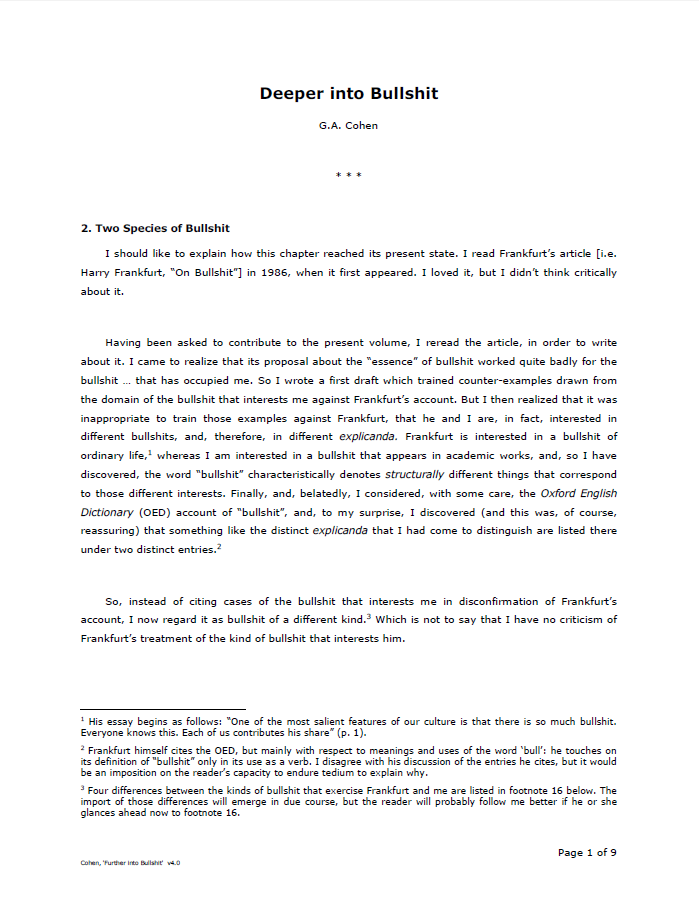 Deeper into Bullshit
G.A. Cohen
* * *
2. Two Species of Bullshit
I should like to explain how this chapter reached its present state. I read Frankfurt’s article [i.e.
Harry Frankfurt, “On Bullshit”] in 1986, when it first appeared. I loved it, but I didn’t think critically
about it.
Having been asked to contribute to the present volume, I reread the article, in order to write
about it. I came to realize that its proposal about the “essence” of bullshit worked quite badly for the
bullshit … that has occupied me. So I wrote a first draft which trained counter-examples drawn from
the domain of the bullshit that interests me against Frankfurt’s account. But I then realized that it was
inappropriate to train those examples against Frankfurt, that he and I are, in fact, interested in
different bullshits, and, therefore, in different explicanda. Frankfurt is interested in a bullshit of
ordinary life,¹ whereas I am interested in a bullshit that appears in academic works, and, so I have
discovered, the word “bullshit” characteristically denotes structurally different things that correspond
to those different interests. Finally, and, belatedly, I considered, with some care, the Oxford English
Dictionary (OED) account of “bullshit”, and, to my surprise, I discovered (and this was, of course,
reassuring) that something like the distinct explicanda that I had come to distinguish are listed there
under two distinct entries.²
So, instead of citing cases of the bullshit that interests me in disconfirmation of Frankfurt’s
account, I now regard it as bullshit of a different kind.³ Which is not to say that I have no criticism of
Frankfurt’s treatment of the kind of bullshit that interests him.
¹ His essay begins as follows: “One of the most salient features of our culture is that there is so much bullshit.
Everyone knows this. Each of us contributes his share” (p. 1).
² Frankfurt himself cites the OED, but mainly with respect to meanings and uses of the word ‘bull’: he touches on
its definition of “bullshit” only in its use as a verb. I disagree with his discussion of the entries he cites, but it would
be an imposition on the reader’s capacity to endure tedium to explain why.
³ Four differences between the kinds of bullshit that exercise Frankfurt and me are listed in footnote 16 below. The
import of those differences will emerge in due course, but the reader will probably follow me better if he or she
glances ahead now to footnote 16.
Page 1 of 9
Cohen, ‘Further into Bullshit’ v4.0